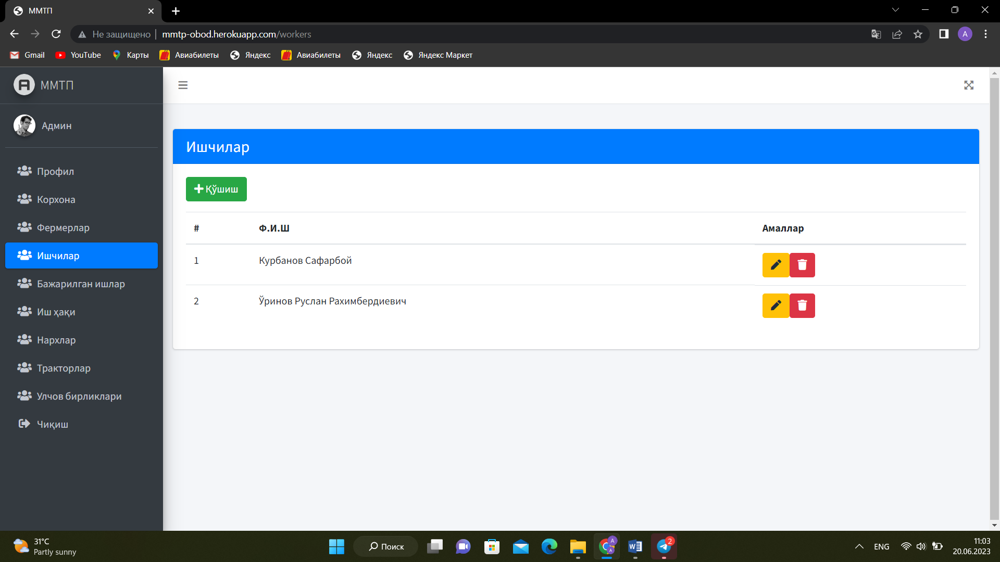 ММТП
Не защищено
mmtp-obod.herokuapp.com/workers
A
Gmail
YouTube
Карты
Авиабилеты
Яндекс
Авиабилеты
Яндекс
Яндекс Маркет
ММТП
Админ
Профил
Корхона
Фермерлар
Ишчилар
Бажарилган ишлар
Иш ҳақи
Нархлар
Тракторлар
Улчов бирликлари
Чиқиш
Ишчилар
Қўшиш
# Ф.И.Ш Амаллар
1 Курбанов Сафарбой
2 Ўринов Руслан Рахимбердиевич
31°C
Partly sunny
Поиск
2
ENG
11:03
20.06.2023